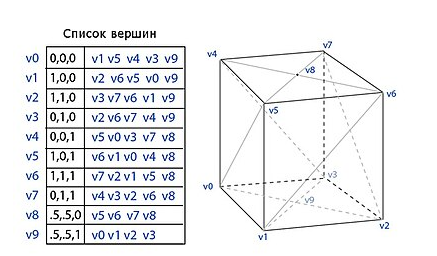 Список вершин
v0 0,0,0 v1 v5 v4 v3 v9
v1 1,0,0 v2 v6 v5 v0 v9
v2 1,1,0 v3 v7 v6 v1 v9
v3 0,1,0 v2 v6 v7 v4 v9
v4 0,0,1 v5 v0 v3 v7 v8
v5 1,0,1 v6 v1 v0 v4 v8
v6 1,1,1 v7 v2 v1 v5 v8
v7 0,1,1 v4 v3 v2 v6 v8
v8 .5,.5,0 v5 v6 v7 v8
v9 .5,.5,1 v0 v1 v2 v3
v7
v4
v8
v6
v5
v3
v0
v9
v2
v1